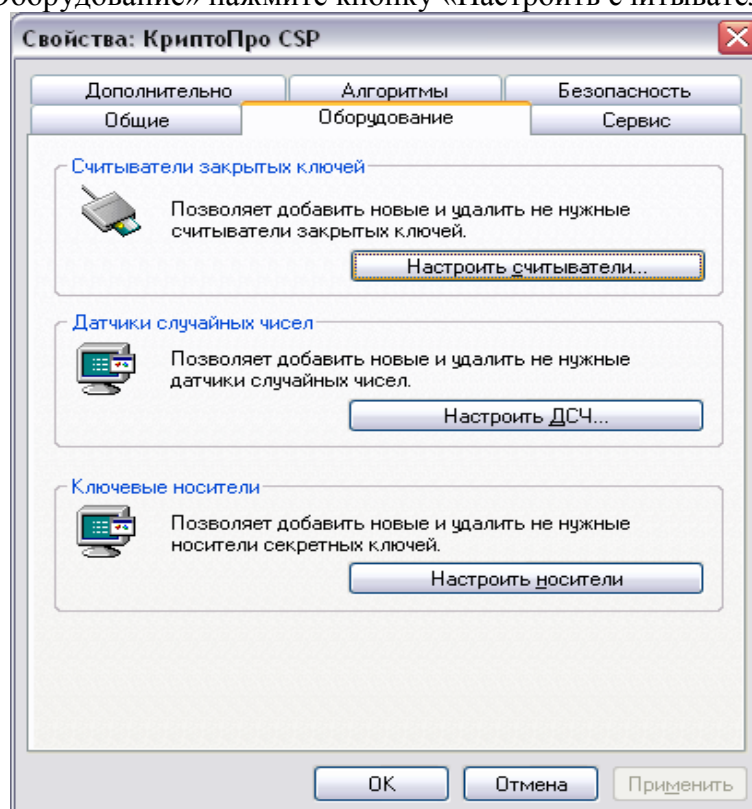 Оборудование» нажмите кнопку «Настроить считывател
Свойства: КриптоПро CSP
Дополнительно Алгоритмы Безопасность
Общие Оборудование Сервис
Считыватели закрытых ключей
Позволяет добавить новые и удалить не нужные
считыватели закрытых ключей.
Настроить считыватели...
Датчики случайных чисел
Позволяет добавить новые и удалить не нужные
датчики случайных чисел.
Настроить ДСЧ...
Ключевые носители
Позволяет добавить новые и удалить не нужные
носители секретных ключей.
Настроить носители
ОК Отмена Применить